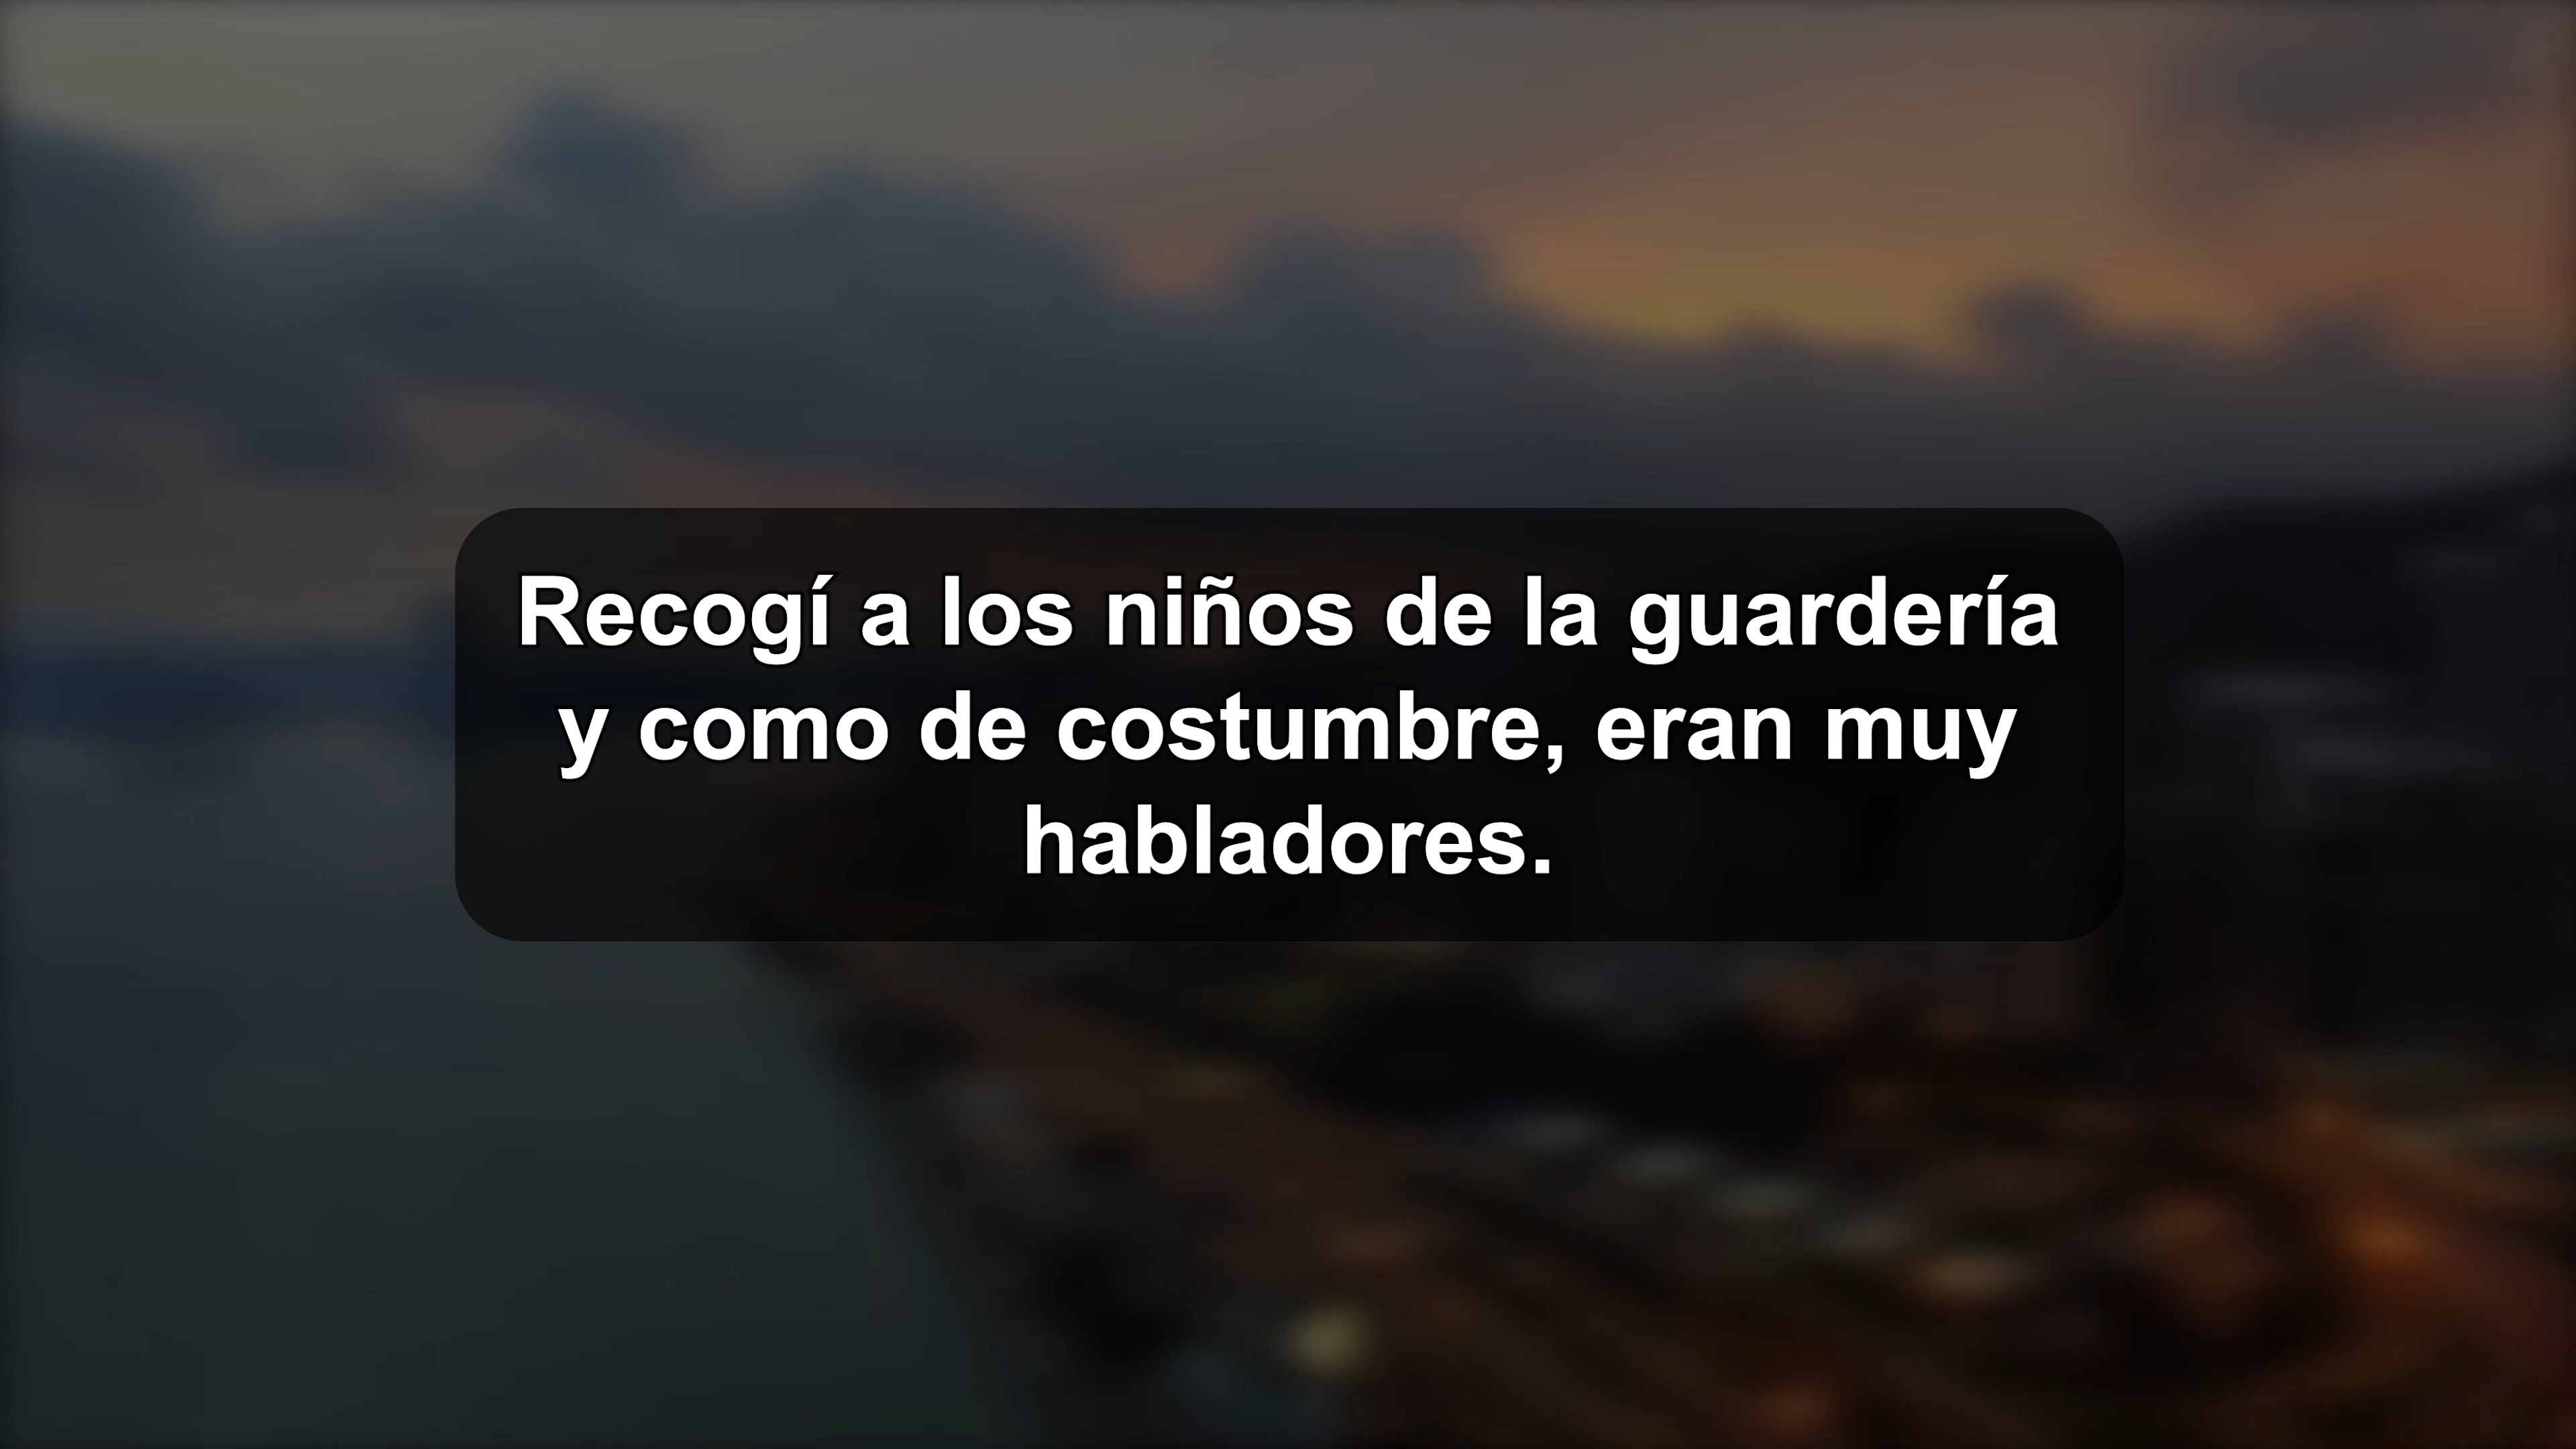 Recogí a los niños de la guardería
y como de costumbre, eran muy
habladores.